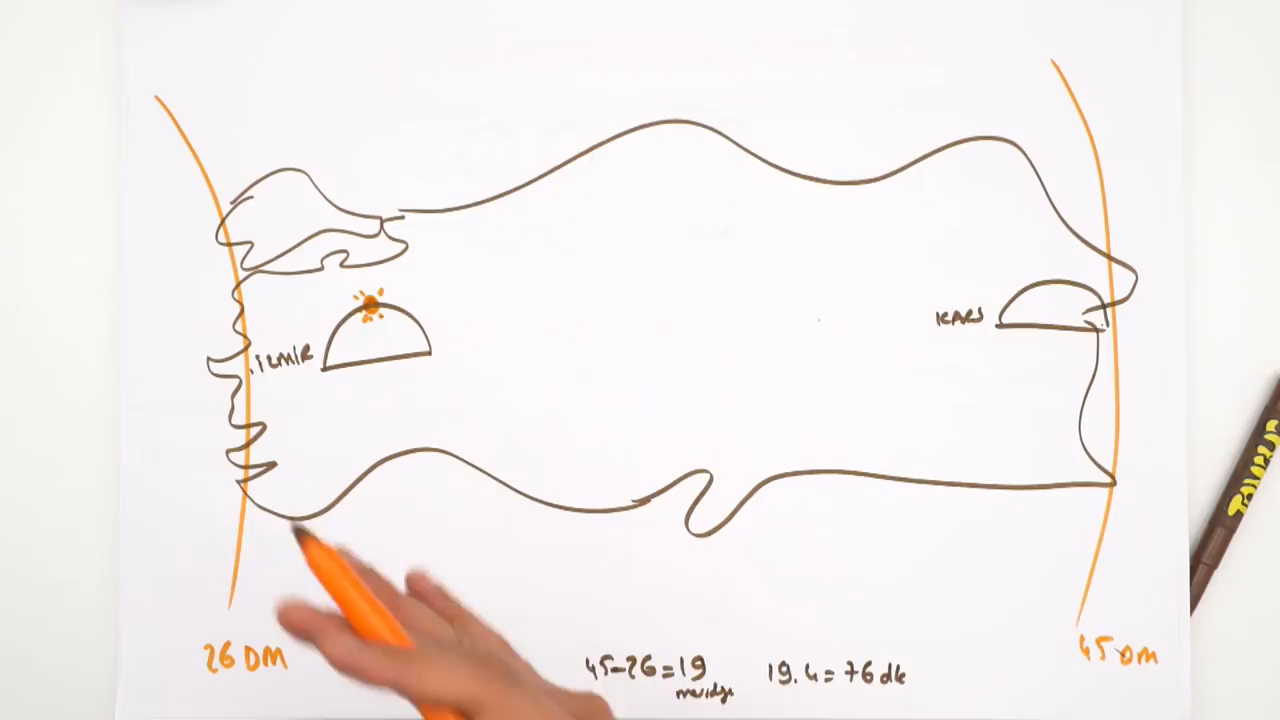 İZMİR
KARS
26 DM
45 DM
45-26=19
meridyen
19.4=76 dk